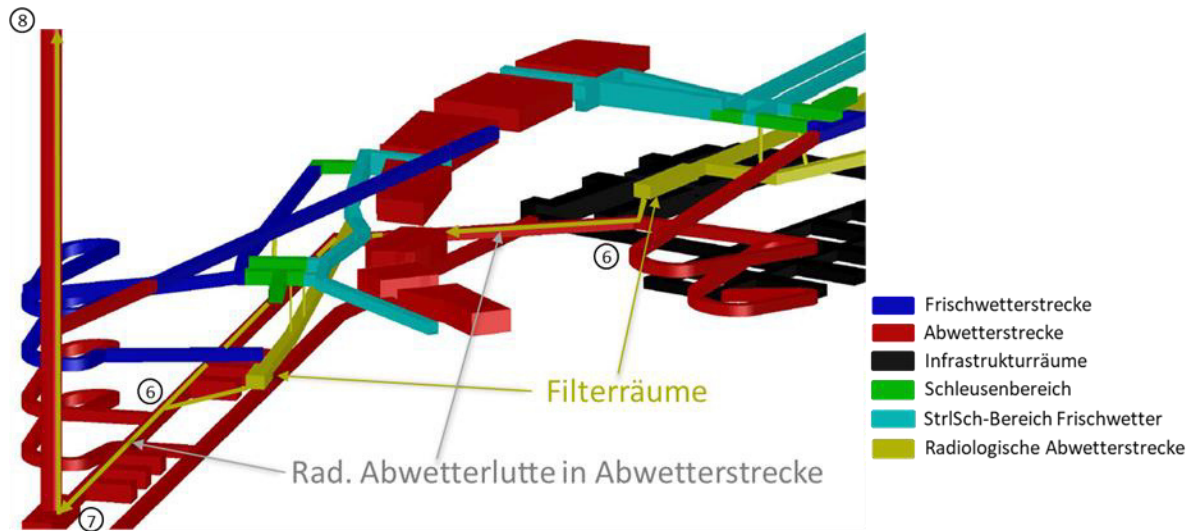 8
6
Frischwetterstrecke
Abwetterstrecke
Infrastrukturräume
Schleusenbereich
StrlSch-Bereich Frischwetter
Radiologische Abwetterstrecke
6
Filterräume
Rad. Abwetterlutte in Abwetterstrecke
7